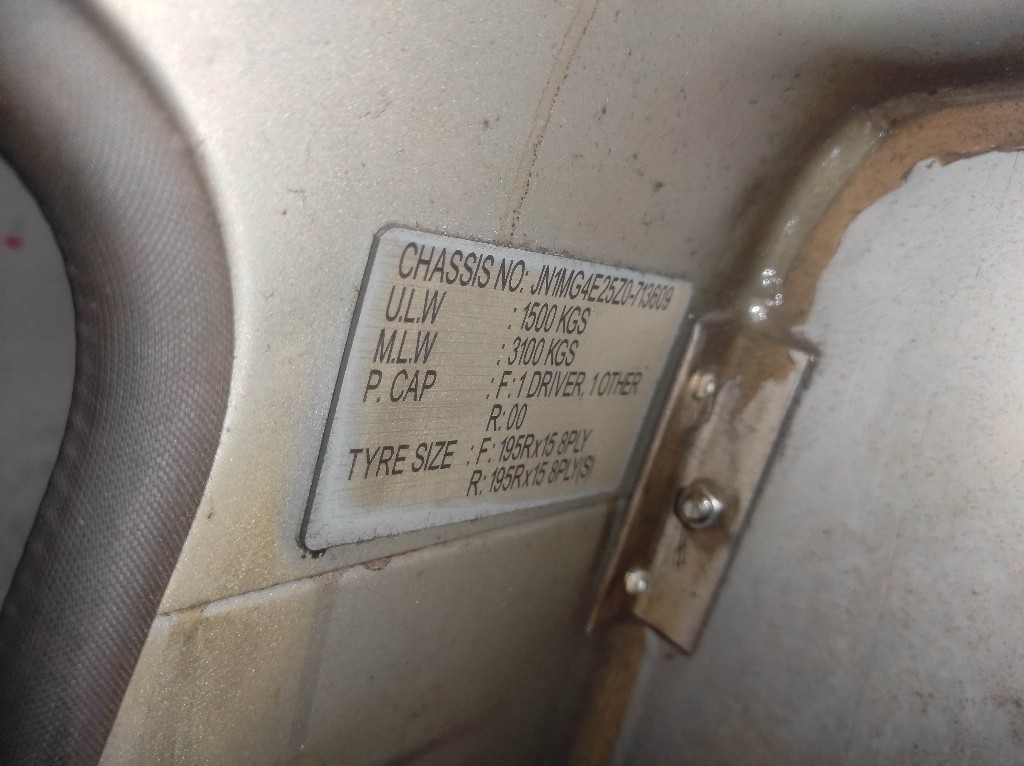 CHASSIS NO: JN1MG4E25Z0-713609
U.L.W : 1500 KGS
M.L.W : 3100 KGS
P. CAP : F: 1 DRIVER, 1 OTHER
R: 00
TYRE SIZE : F: 195Rx15 8PLY
R: 195Rx15 8PLY(S)